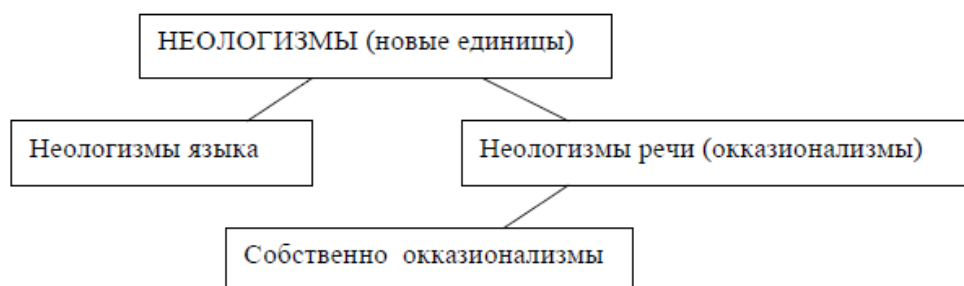 НЕОЛОГИЗМЫ (новые единицы)
Неологизмы языка
Неологизмы речи (окказионализмы)
Собственно окказионализмы